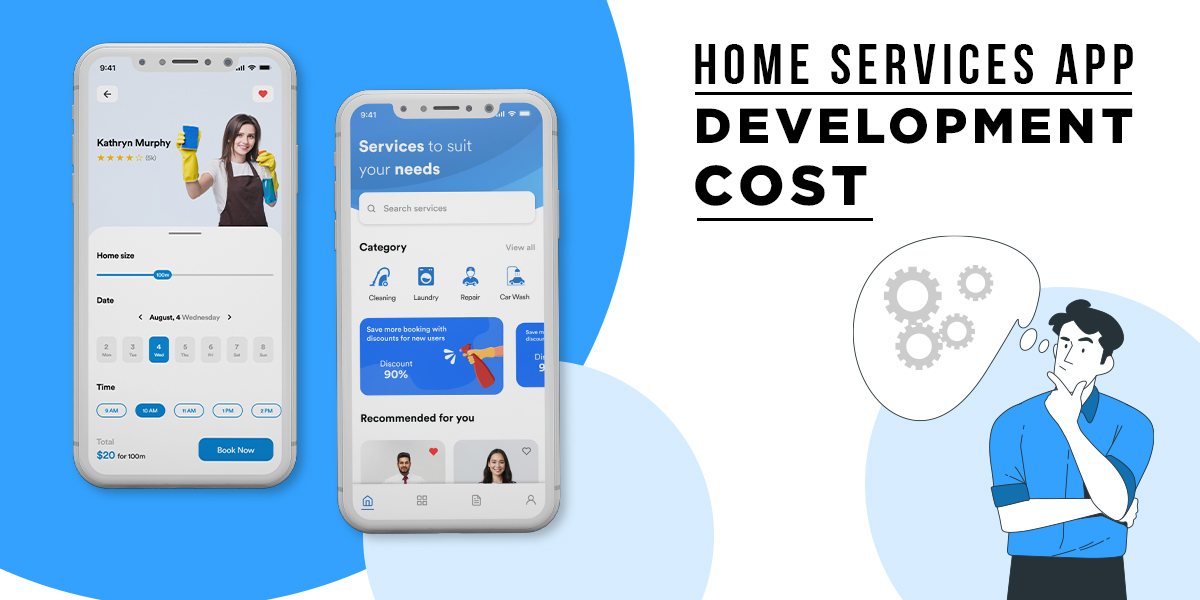 HOME SERVICES APP
DEVELOPMENT
COST
9:41
Kathryn Murphy
(5k)
Home size
100m
Date
August, 4 Wednesday
2 3 4 5 6 7 8
Mon Tue Wed Thu Fri Sat Sun
Time
9 AM 10 AM 11 AM 1 PM 2 PM
Total
$20 for 100m
Book Now
9:41
Services to suit
your needs
Search services
Category View all
Cleaning Laundry Repair Car Wash
Save more booking with
discounts for new users
Discount
90%
Save m
discoun
Di
9
Recommended for you